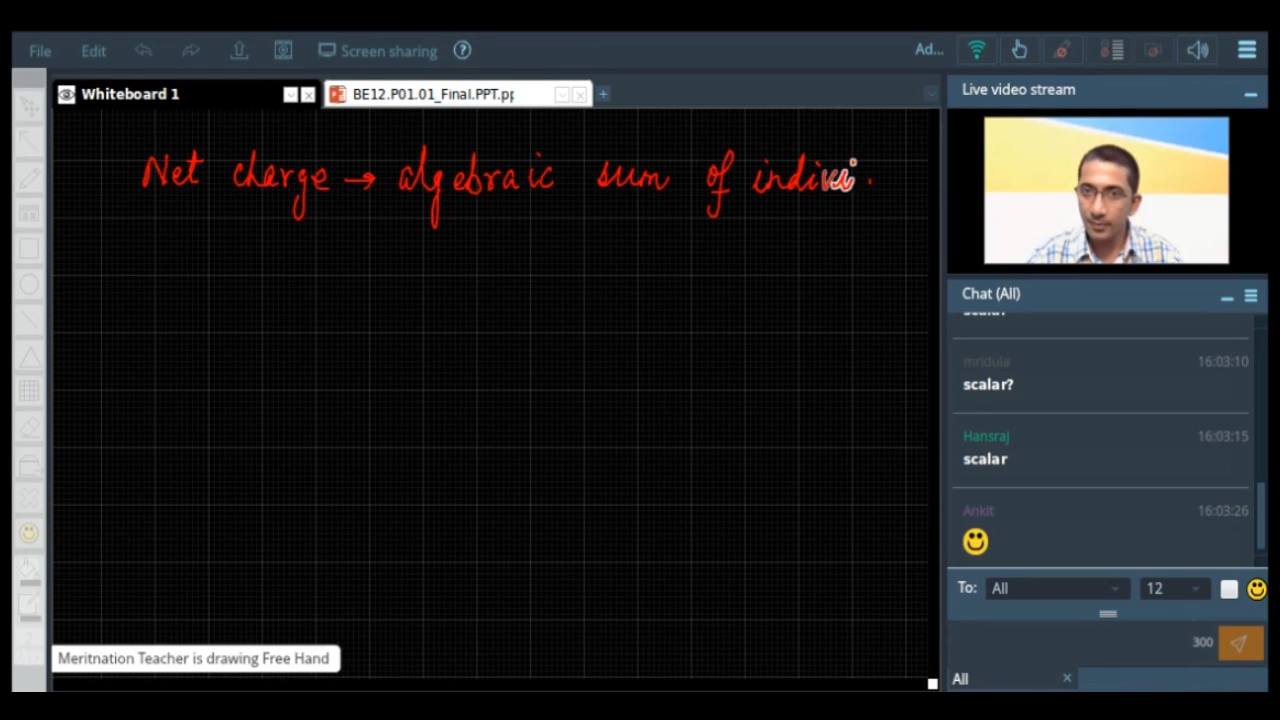 File Edit Screen sharing ? Ad...
Whiteboard 1 BE12.P01.01_Final.PPT.pp
Live video stream
Net charge → algebraic sum of indivi
Chat (All)
mridula 16:03:10
scalar?
Hansraj 16:03:15
scalar
Ankit 16:03:26
To: All 12
300
All
Meritnation Teacher is drawing Free Hand